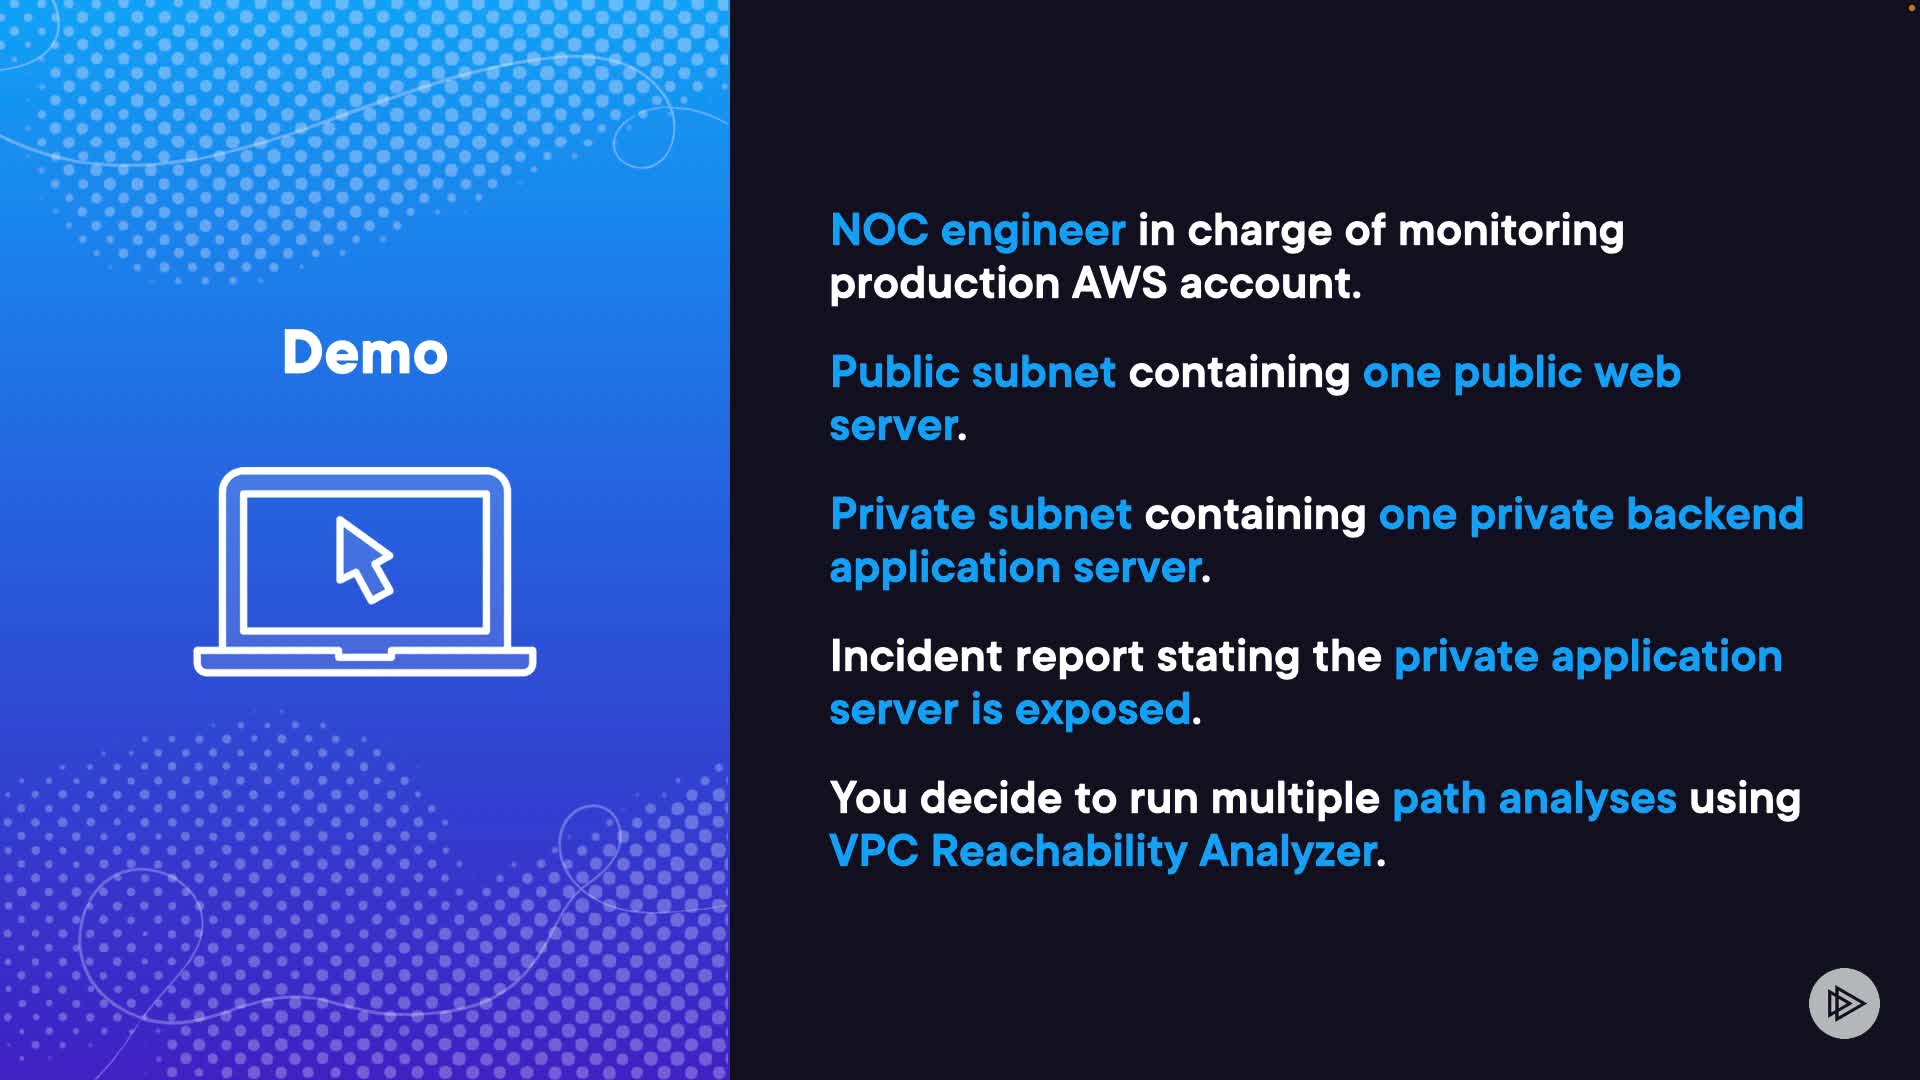 Demo
NOC engineer in charge of monitoring
production AWS account.
Public subnet containing one public web
server.
Private subnet containing one private backend
application server.
Incident report stating the private application
server is exposed.
You decide to run multiple path analyses using
VPC Reachability Analyzer.